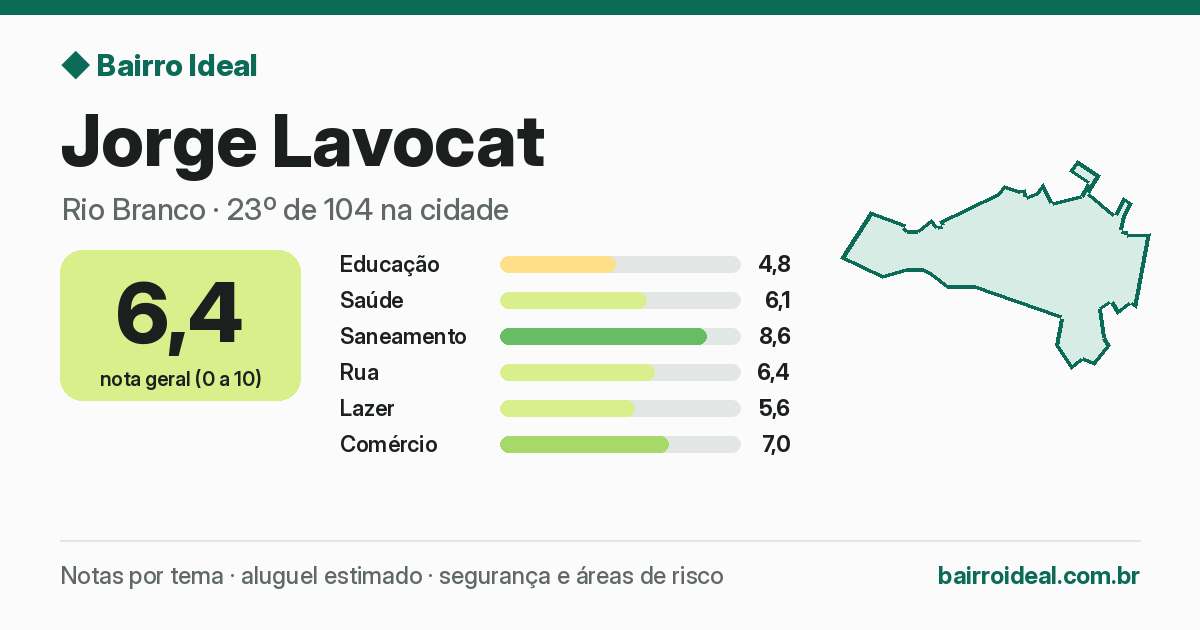 Bairro Ideal
Jorge Lavocat
Rio Branco · 23º de 104 na cidade
6,4
nota geral (0 a 10)
Educação 4,8
Saúde 6,1
Saneamento 8,6
Rua 6,4
Lazer 5,6
Comércio 7,0
Notas por tema · aluguel estimado · segurança e áreas de risco
bairroideal.com.br